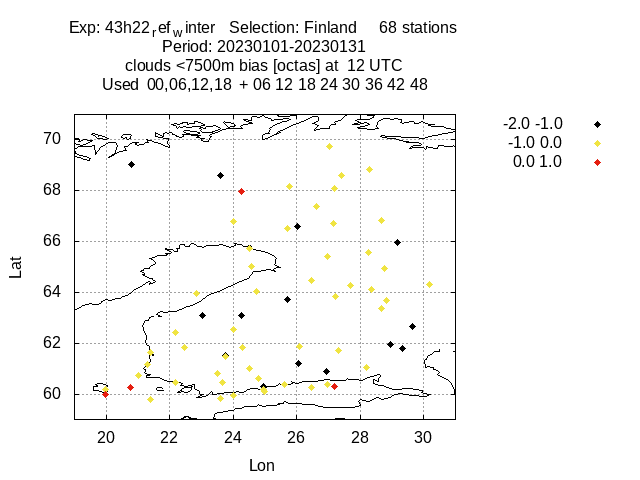 Exp: 43h22refwinter Selection: Finland 68 stations
Period: 20230101-20230131
clouds <7500m bias [octas] at 12 UTC
Used 00,06,12,18 + 06 12 18 24 30 36 42 48
-2.0 -1.0
-1.0 0.0
0.0 1.0
70
68
66
64
62
60
Lat
20 22 24 26 28 30
Lon